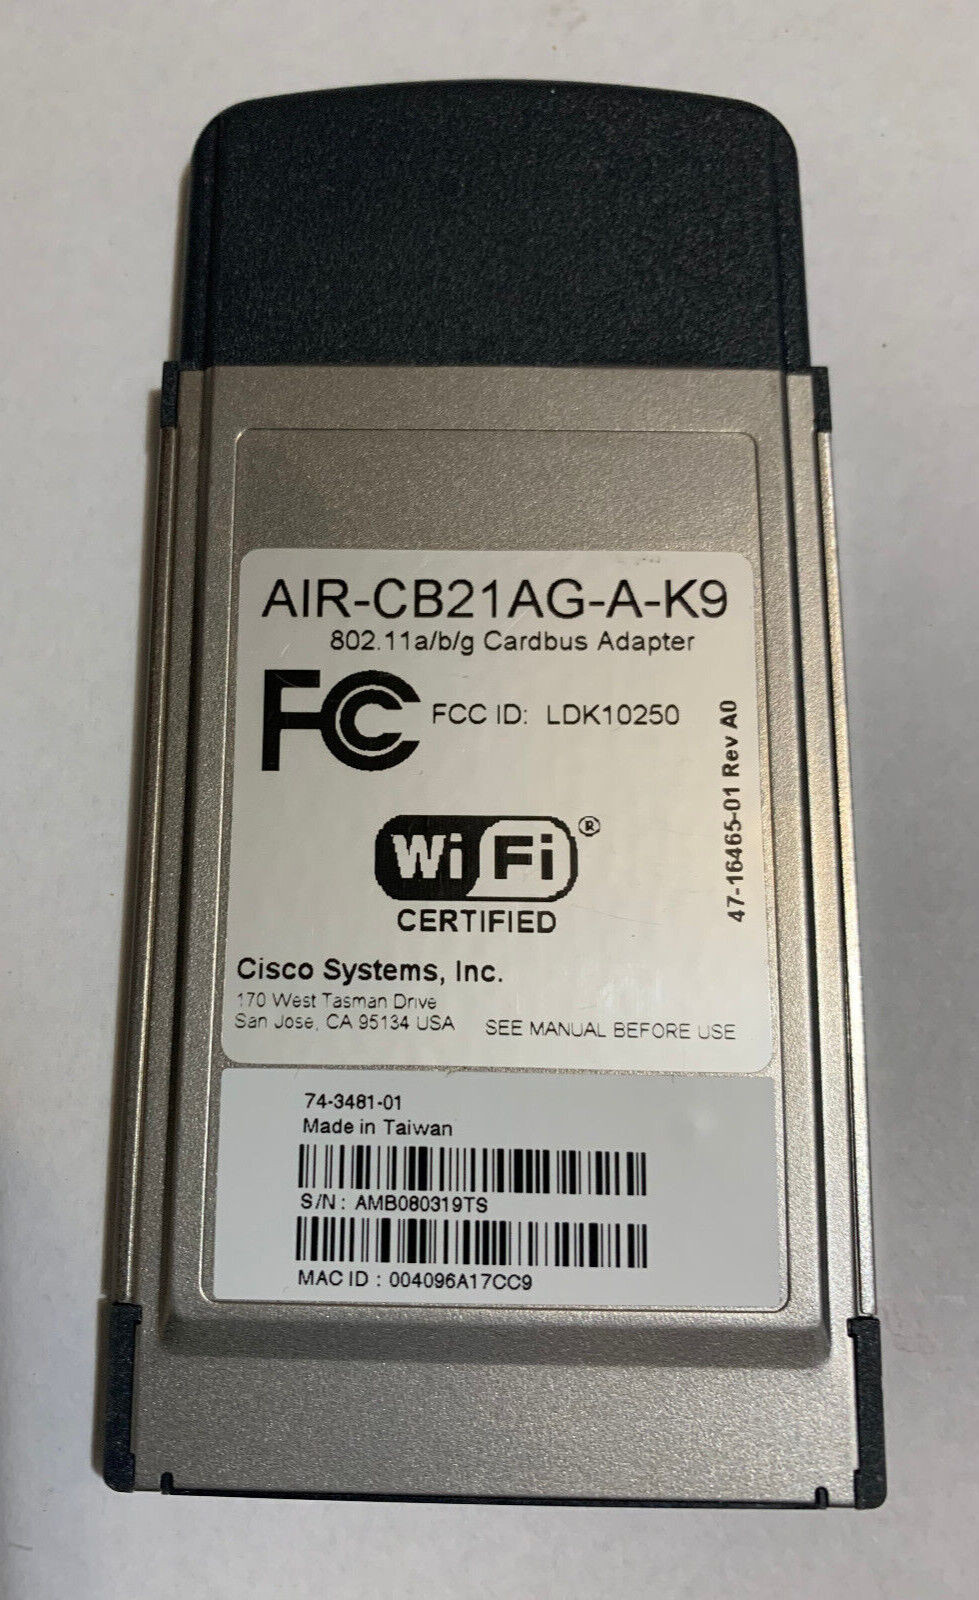 AIR-CB21AG-A-K9
802.11a/b/g Cardbus Adapter
FC
FCC ID: LDK10250
47-16465-01 Rev A0
Wi Fi ®
CERTIFIED
Cisco Systems, Inc.
170 West Tasman Drive
San Jose, CA 95134 USA
SEE MANUAL BEFORE USE
74-3481-01
Made in Taiwan
S/N: AMB080319TS
MAC ID : 004096A17CC9